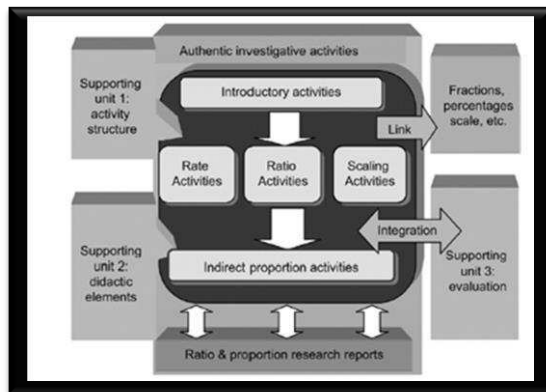 Authentic investigative activities
Supporting
unit 1:
activity
structure
Introductory activities
Fractions,
percentages
scale, etc.
Link
Rate
Activities
Ratio
Activities
Scaling
Activities
Integration
Supporting
unit 2:
didactic
elements
Indirect proportion activities
Supporting
unit 3:
evaluation
Ratio & proportion research reports